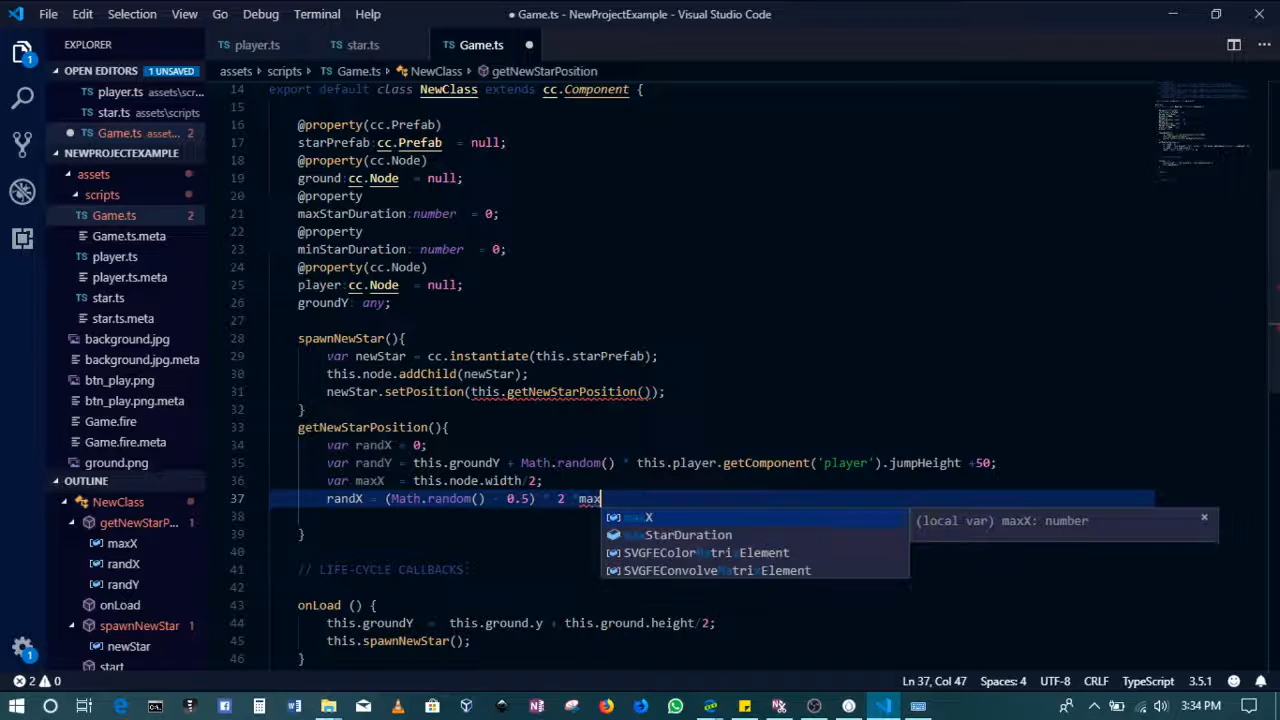 File Edit Selection View Go Debug Terminal Help
● Game.ts - NewProjectExample - Visual Studio Code
EXPLORER
TS player.ts TS star.ts TS Game.ts ●
OPEN EDITORS 1 UNSAVED
assets > scripts > TS Game.ts > NewClass > getNewStarPosition
TS player.ts assets\scr...
TS star.ts assets\scripts
● TS Game.ts asset... 2
NEWPROJECTEXAMPLE
assets
scripts
TS Game.ts 2
Game.ts.meta
TS player.ts
player.ts.meta
TS star.ts
star.ts.meta
background.jpg
background.jpg.meta
btn_play.png
btn_play.png.meta
Game.fire
Game.fire.meta
ground.png
OUTLINE
NewClass 1
getNewStarP... 1
maxX
randX
randY
onLoad
spawnNewStar 1
newStar
start
14 export default class NewClass extends cc.Component {
15
16 @property(cc.Prefab)
17 starPrefab:cc.Prefab = null;
18 @property(cc.Node)
19 ground:cc.Node = null;
20 @property
21 maxStarDuration:number = 0;
22 @property
23 minStarDuration: number = 0;
24 @property(cc.Node)
25 player:cc.Node = null;
26 groundY: any;
27
28 spawnNewStar(){
29 var newStar = cc.instantiate(this.starPrefab);
30 this.node.addChild(newStar);
31 newStar.setPosition(this.getNewStarPosition());
32 }
33 getNewStarPosition(){
34 var randX = 0;
35 var randY = this.groundY + Math.random() * this.player.getComponent('player').jumpHeight +50;
36 var maxX = this.node.width/2;
37 randX = (Math.random() - 0.5) * 2 *max
38
39 }
maxX (local var) maxX: number ×
maxStarDuration
SVGFEColorMatrixElement
SVGFEConvolveMatrixElement
41 // LIFE-CYCLE CALLBACKS:
42
43 onLoad () {
44 this.groundY = this.ground.y + this.ground.height/2;
45 this.spawnNewStar();
46 }
1
1
2 0
Ln 37, Col 47 Spaces: 4 UTF-8 CRLF TypeScript 3.5.1
3:34 PM